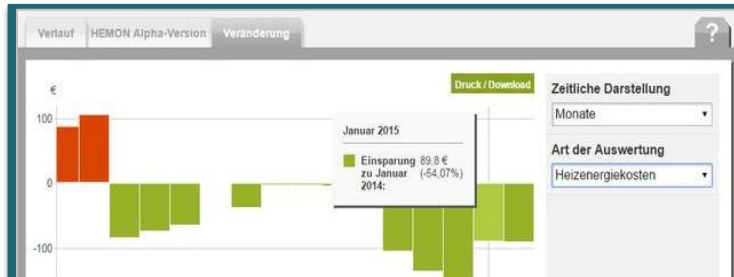 Verlauf HEMON Alpha-Version Veränderung ?
Druck / Download
€
100
0
-100
Januar 2015
Einsparung 89,8 €
zu Januar (-54,07%)
2014:
Zeitliche Darstellung
Monate
Art der Auswertung
Heizenergiekosten